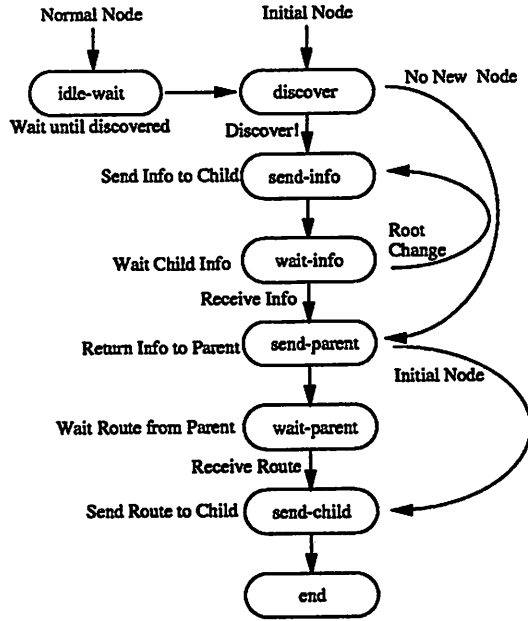 Normal Node
Initial Node
idle-wait
discover
No New Node
Wait until discovered
Discover!
Send Info to Child
send-info
Root
Change
Wait Child Info
wait-info
Receive Info
Return Info to Parent
send-parent
Initial Node
Wait Route from Parent
wait-parent
Receive Route
Send Route to Child
send-child
end